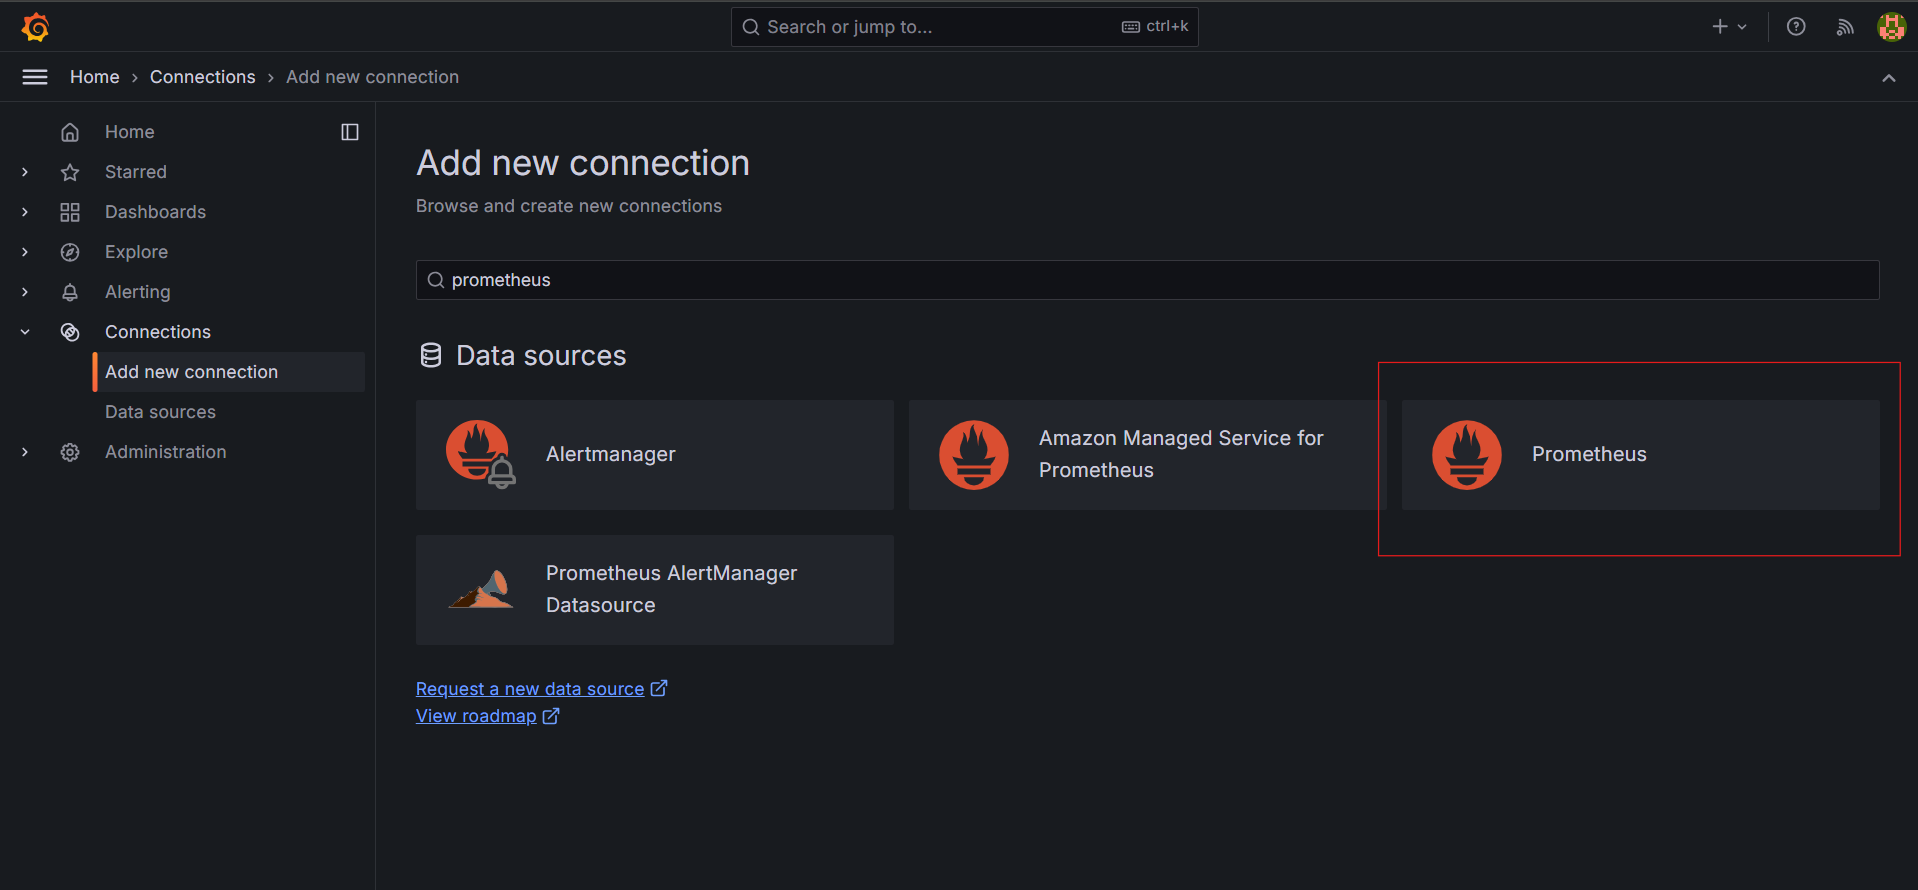 Search or jump to...
ctrl+k
Home › Connections › Add new connection
Home
Starred
Dashboards
Explore
Alerting
Connections
Add new connection
Data sources
Administration
Add new connection
Browse and create new connections
prometheus
Data sources
Alertmanager
Amazon Managed Service for
Prometheus
Prometheus
Prometheus AlertManager
Datasource
Request a new data source
View roadmap